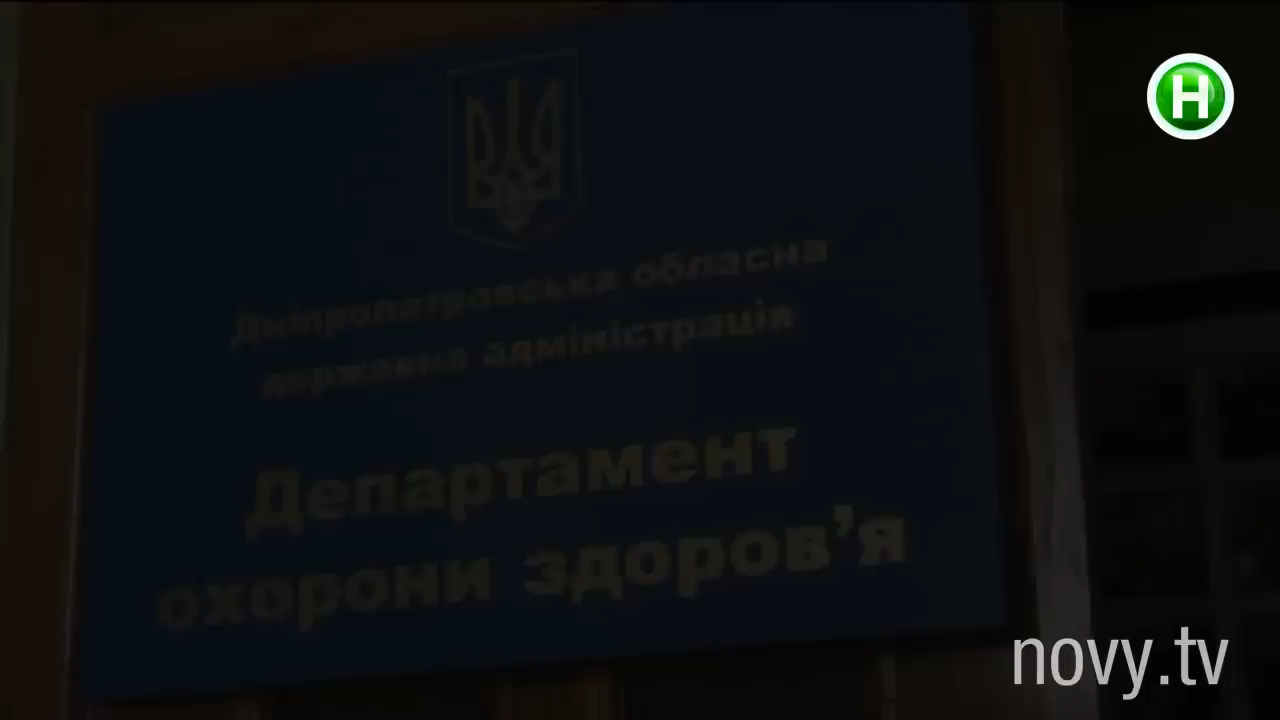 Н
Дніпропетровська обласна
державна адміністрація
Департамент
охорони здоров'я
novy.tv